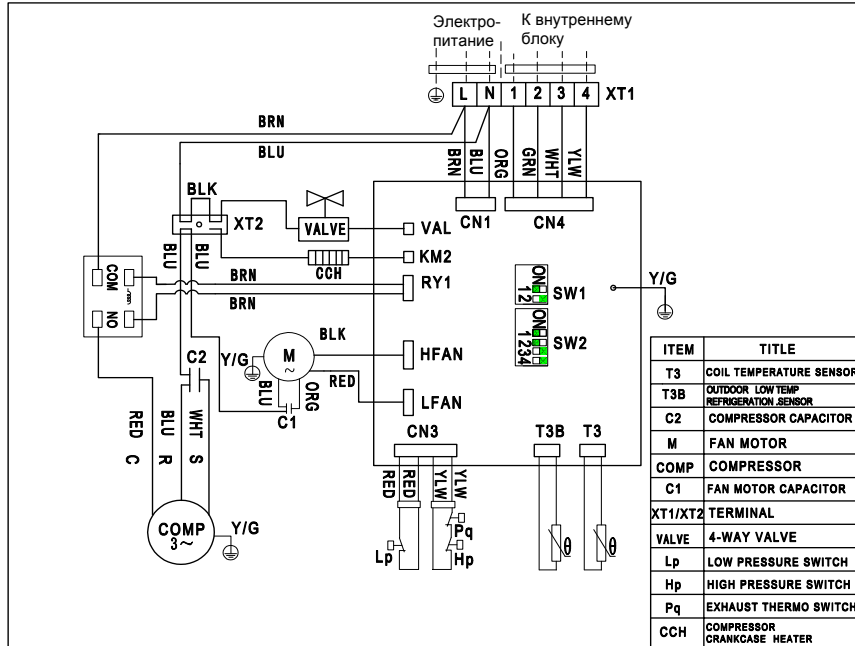 Электро-
питание
К внутреннему
блоку
L N 1 2 3 4 XT1
BRN
BLU
BRN
BLU
ORG
GRN
WHT
YLW
BLK
XT2
VALVE
VAL
CN1
CN4
BLU
BLU
CCH
KM2
COM
NO
BRN
BRN
RY1
ON
12
SW1
Y/G
ON
1234
SW2
C2
Y/G
M
~
BLK
HFAN
RED
LFAN
BLU
ORG
C1
RED C
BLU R
WHT S
COMP
3~
Y/G
CN3
T3B
T3
RED
RED
YLW
YLW
Lp
Pq
Hp
θ
θ
ITEM TITLE
T3 COIL TEMPERATURE SENSOR
T3B OUTDOOR LOW TEMP
REFRIGERATION .SENSOR
C2 COMPRESSOR CAPACITOR
M FAN MOTOR
COMP COMPRESSOR
C1 FAN MOTOR CAPACITOR
XT1/XT2 TERMINAL
VALVE 4-WAY VALVE
Lp LOW PRESSURE SWITCH
Hp HIGH PRESSURE SWITCH
Pq EXHAUST THERMO SWITCH
CCH COMPRESSOR
CRANKCASE HEATER